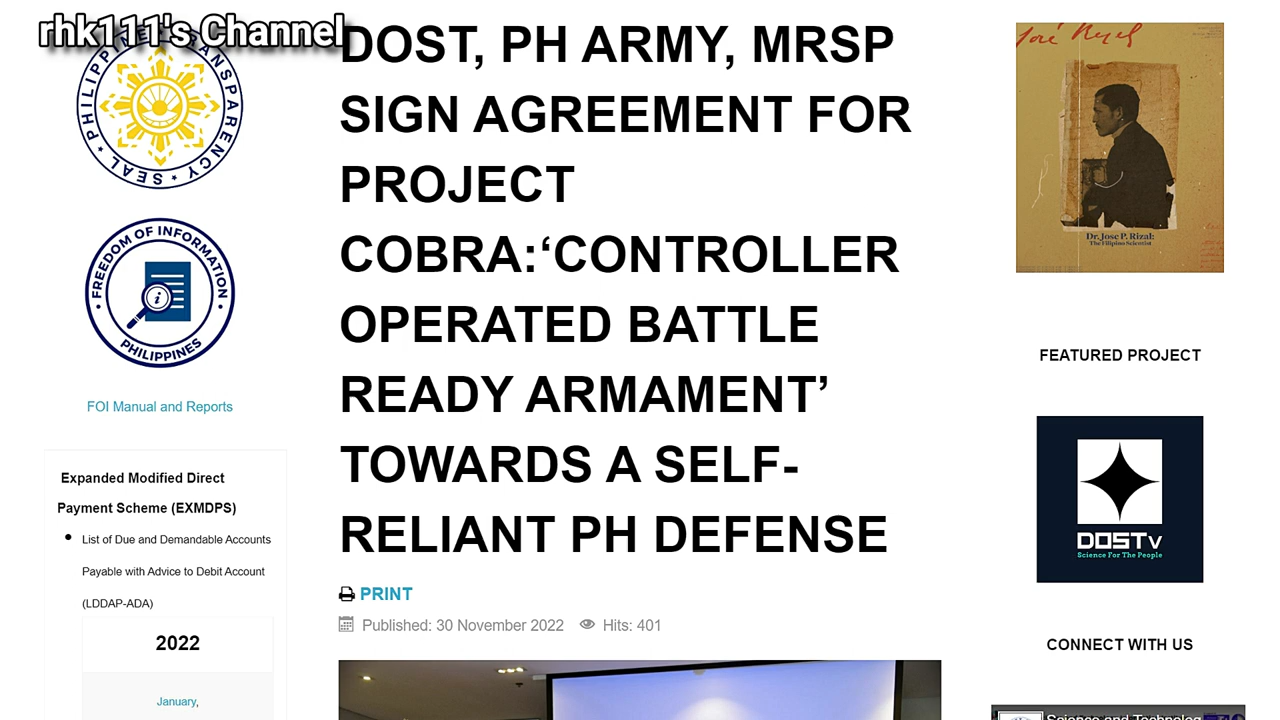 rhk111's Channel
PHILIPPINE TRANSPARENCY SEAL
FREEDOM OF INFORMATION
PHILIPPINES
FOI Manual and Reports
Expanded Modified Direct
Payment Scheme (EXMDPS)
List of Due and Demandable Accounts
Payable with Advice to Debit Account
(LDDAP-ADA)
2022
January,
DOST, PH ARMY, MRSP
SIGN AGREEMENT FOR
PROJECT
COBRA:‘CONTROLLER
OPERATED BATTLE
READY ARMAMENT’
TOWARDS A SELF-
RELIANT PH DEFENSE
PRINT
Published: 30 November 2022 Hits: 401
Dr. Jose P. Rizal:
The Filipino Scientist
FEATURED PROJECT
DOSTv
Science For The People
CONNECT WITH US
Science and Technolog